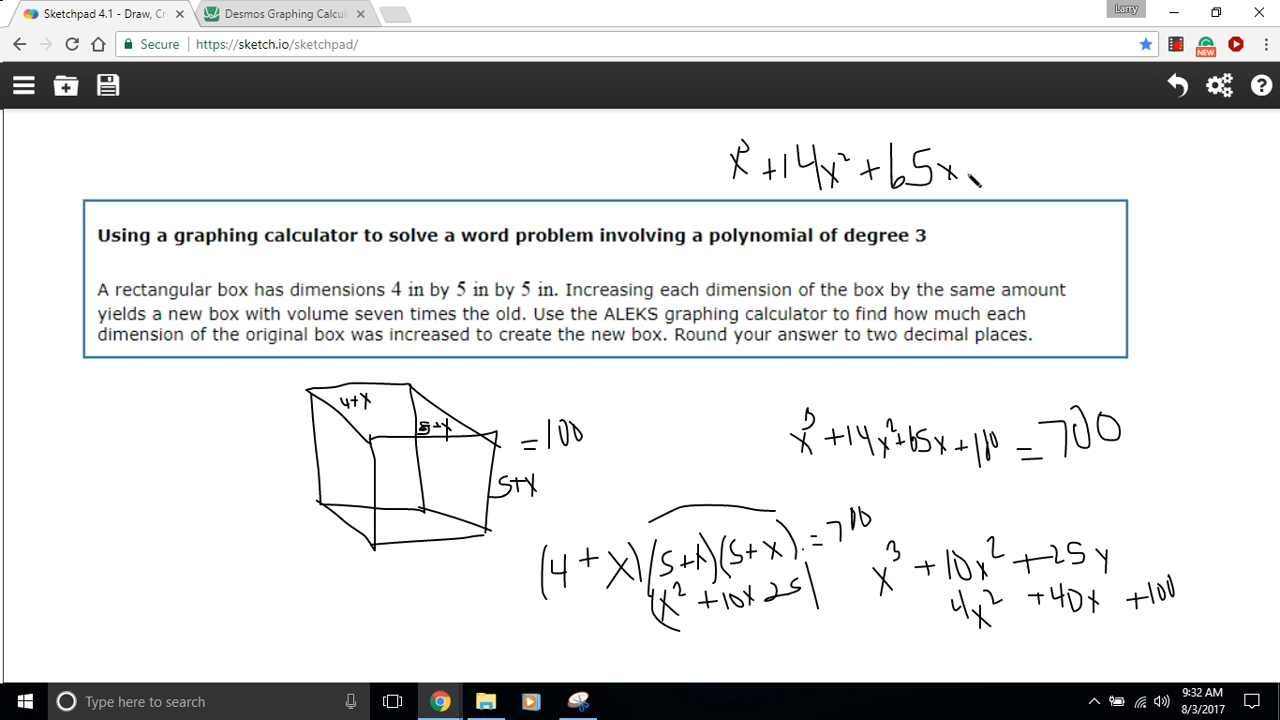 Sketchpad 4.1 - Draw, Cr
Desmos Graphing Calcul
Larry
Secure https://sketch.io/sketchpad/
NEW
x³ +14x² +65x
Using a graphing calculator to solve a word problem involving a polynomial of degree 3
A rectangular box has dimensions 4 in by 5 in by 5 in. Increasing each dimension of the box by the same amount
yields a new box with volume seven times the old. Use the ALEKS graphing calculator to find how much each
dimension of the original box was increased to create the new box. Round your answer to two decimal places.
4+x
5+x
= 100
5+x
x³ +14x²+65x +100 = 700
(4 + x)(5+x)(5+x) = 700
(x² +10x 25)
x³ +10x² +25x
4x² +40x +100
Type here to search
9:32 AM
8/3/2017